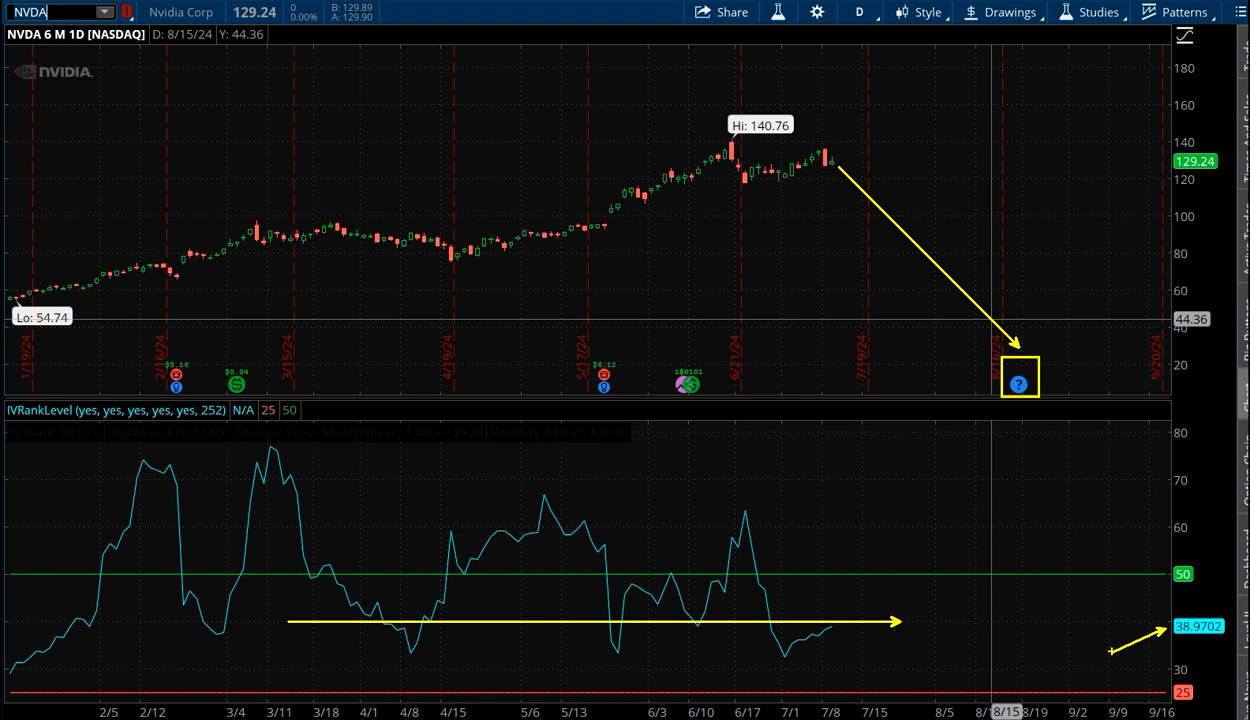 NVDA 1 Nvidia Corp 129.24 0 0.00% B: 129.89 A: 129.90 Share D Style Drawings Studies Patterns
NVDA 6 M 1D [NASDAQ] D: 8/15/24 Y: 44.36
NVIDIA.
180
160
Hi: 140.76
140
129.24
120
100
80
60
Lo: 54.74
44.36
40
20
1/19/24 2/16/24 3/15/24 4/19/24 5/17/24 6/21/24 7/19/24 8/16/24 9/20/24
$5.16 $0.04 $6.12
$ $ ?
IVRankLevel (yes, yes, yes, yes, yes, 252) N/A 25 50
80
70
60
50
38.9702
30
25
2/5 2/12 3/4 3/11 3/18 4/1 4/8 4/15 5/6 5/13 6/3 6/10 6/17 7/1 7/8 7/15 8/5 8/15 8/19 9/2 9/9 9/16